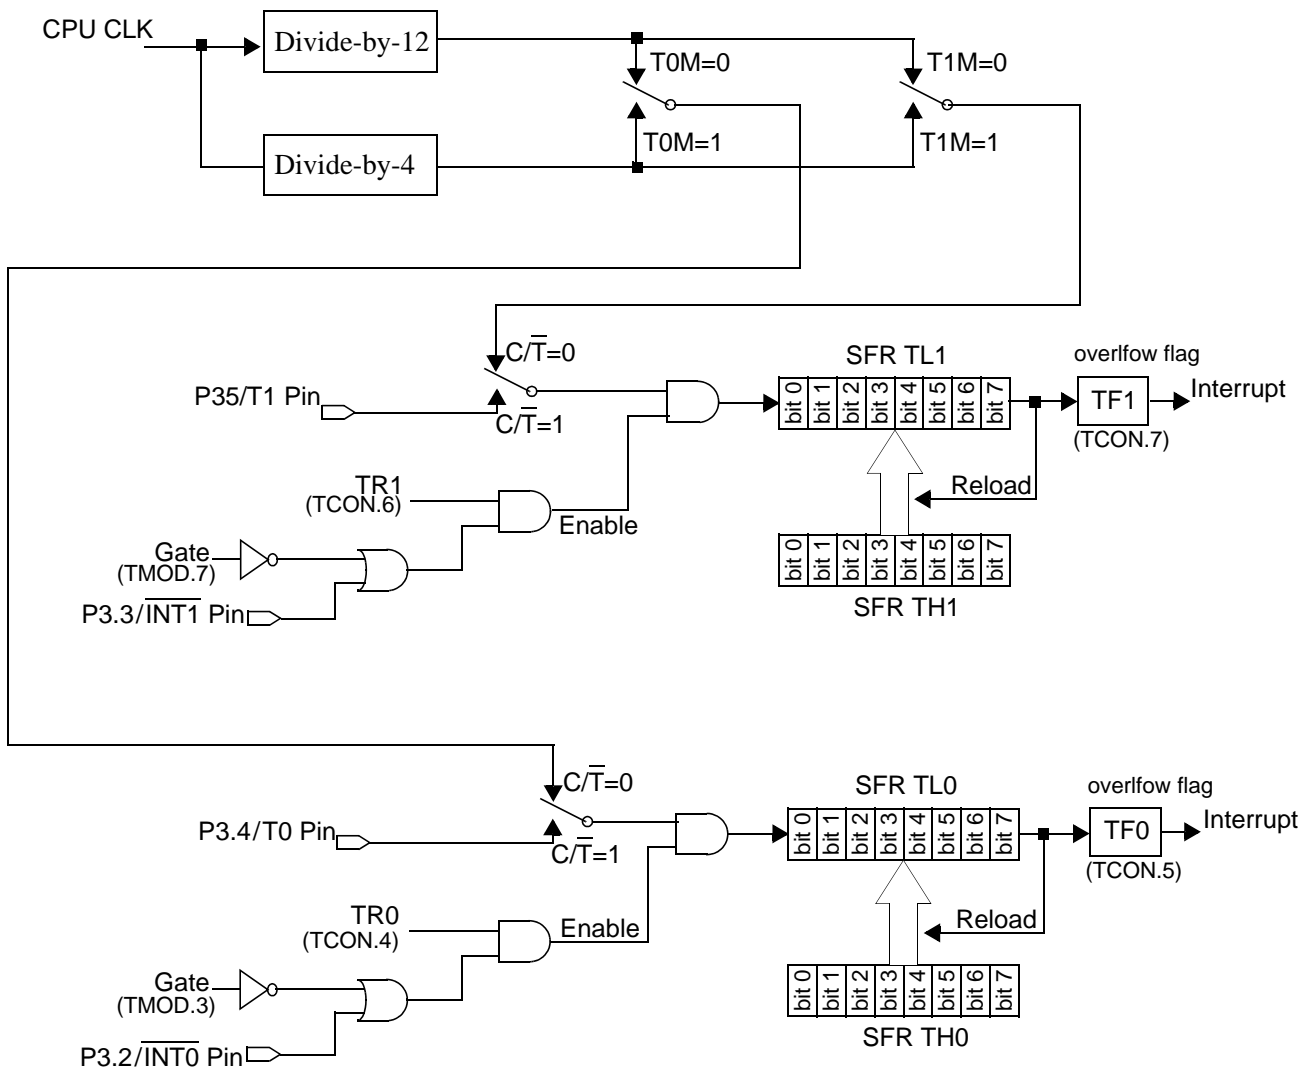 CPU CLK
Divide-by-12
T0M=0
T1M=0
T0M=1
T1M=1
Divide-by-4
C/T̅=0
SFR TL1
overlfow flag
P35/T1 Pin
bit 0 bit 1 bit 2 bit 3 bit 4 bit 5 bit 6 bit 7
TF1
Interrupt
C/T̅=1
(TCON.7)
TR1
(TCON.6)
Reload
Enable
Gate
(TMOD.7)
bit 0 bit 1 bit 2 bit 3 bit 4 bit 5 bit 6 bit 7
P3.3/I̅N̅T̅1̅ Pin
SFR TH1
C/T̅=0
SFR TL0
overlfow flag
P3.4/T0 Pin
bit 0 bit 1 bit 2 bit 3 bit 4 bit 5 bit 6 bit 7
TF0
Interrupt
C/T̅=1
(TCON.5)
TR0
(TCON.4)
Enable
Reload
Gate
(TMOD.3)
bit 0 bit 1 bit 2 bit 3 bit 4 bit 5 bit 6 bit 7
P3.2/I̅N̅T̅0̅ Pin
SFR TH0